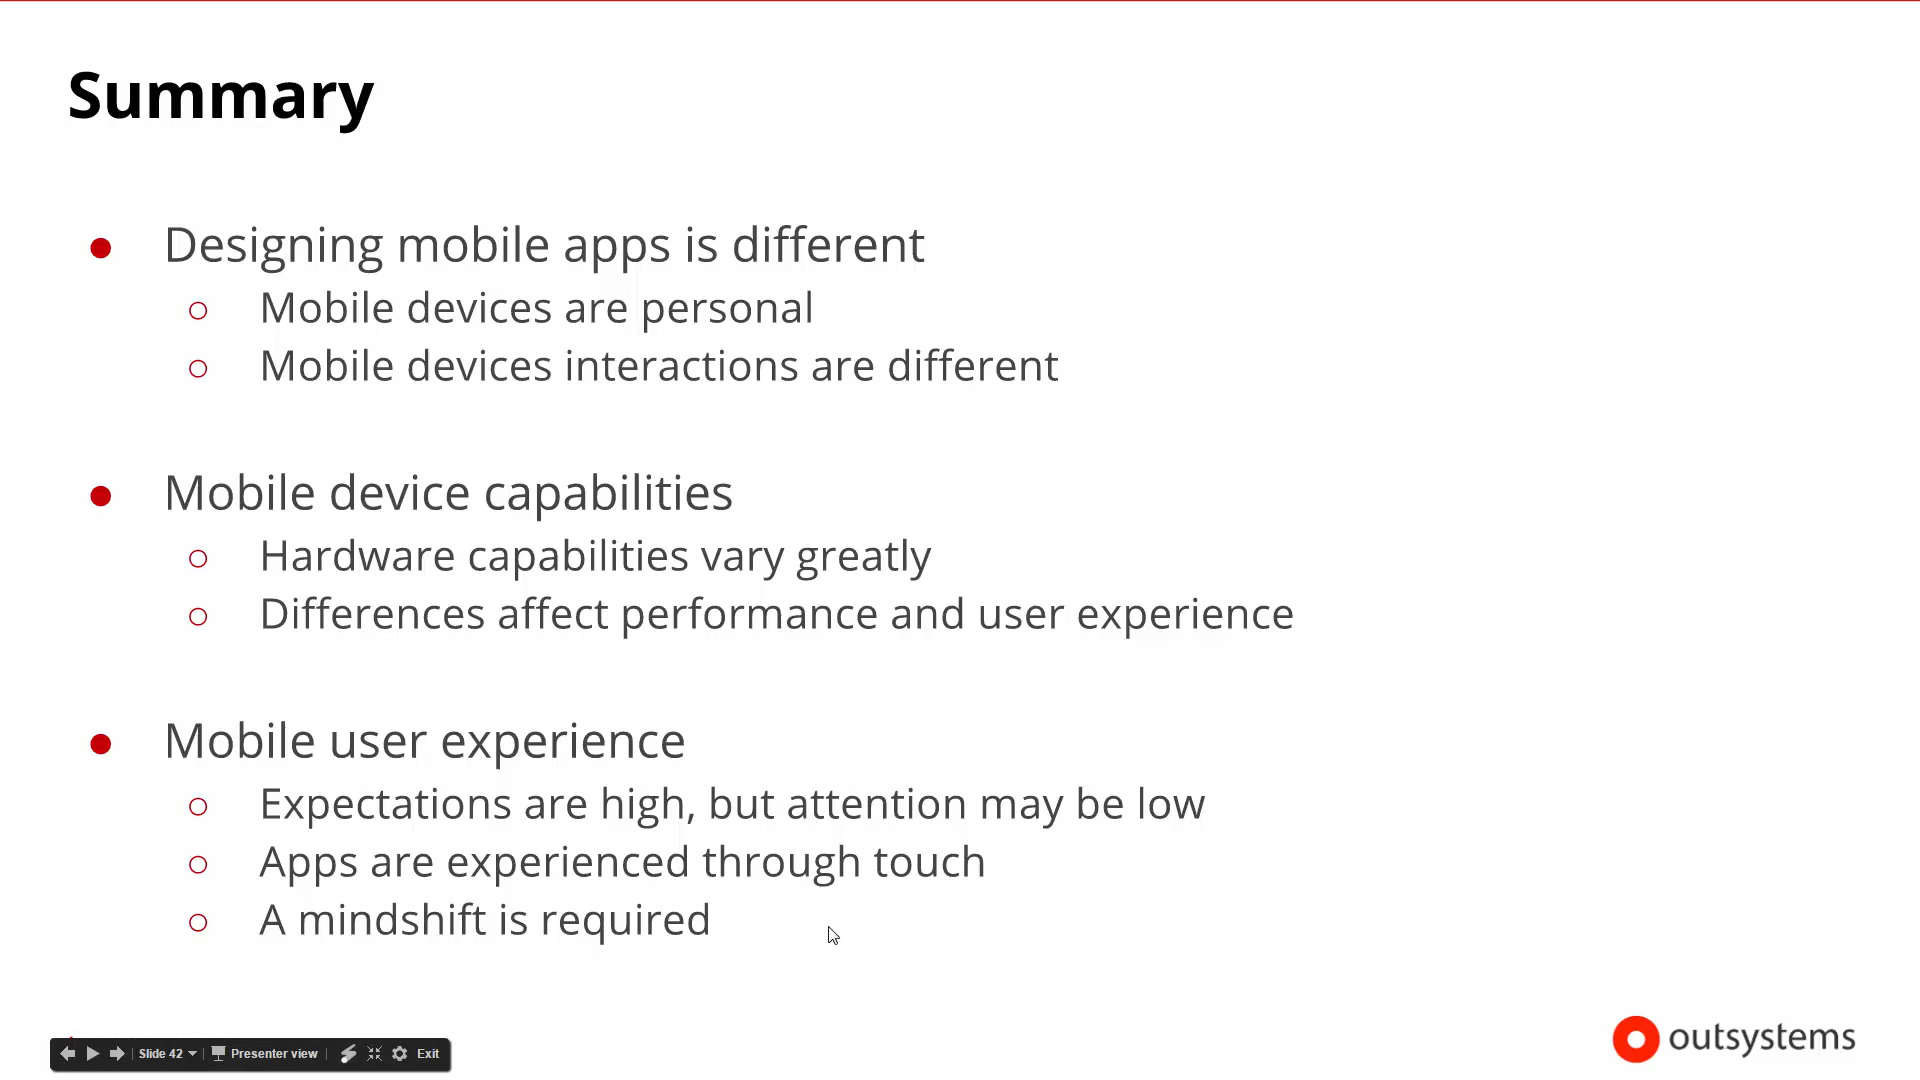 Summary
● Designing mobile apps is different
○ Mobile devices are personal
○ Mobile devices interactions are different
● Mobile device capabilities
○ Hardware capabilities vary greatly
○ Differences affect performance and user experience
● Mobile user experience
○ Expectations are high, but attention may be low
○ Apps are experienced through touch
○ A mindshift is required
Slide 42 Presenter view Exit
outsystems